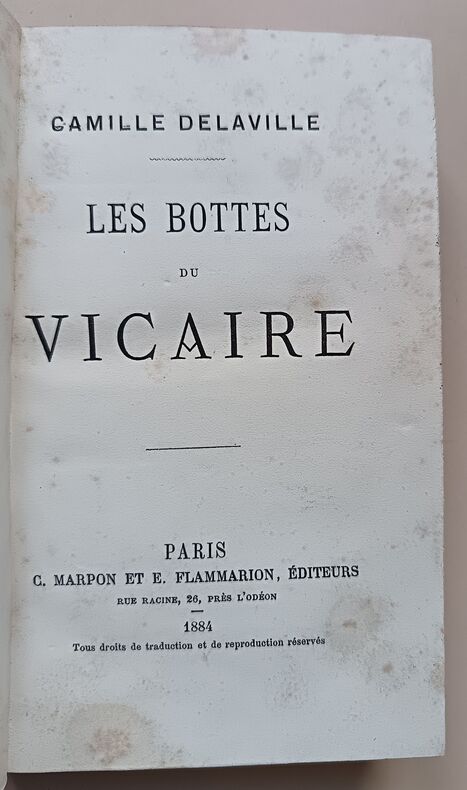 CAMILLE DELAVILLE
LES BOTTES
DU
VICAIRE
PARIS
C. MARPON ET E. FLAMMARION, ÉDITEURS
RUE RACINE, 26, PRÈS L'ODÉON
1884
Tous droits de traduction et de reproduction réservés